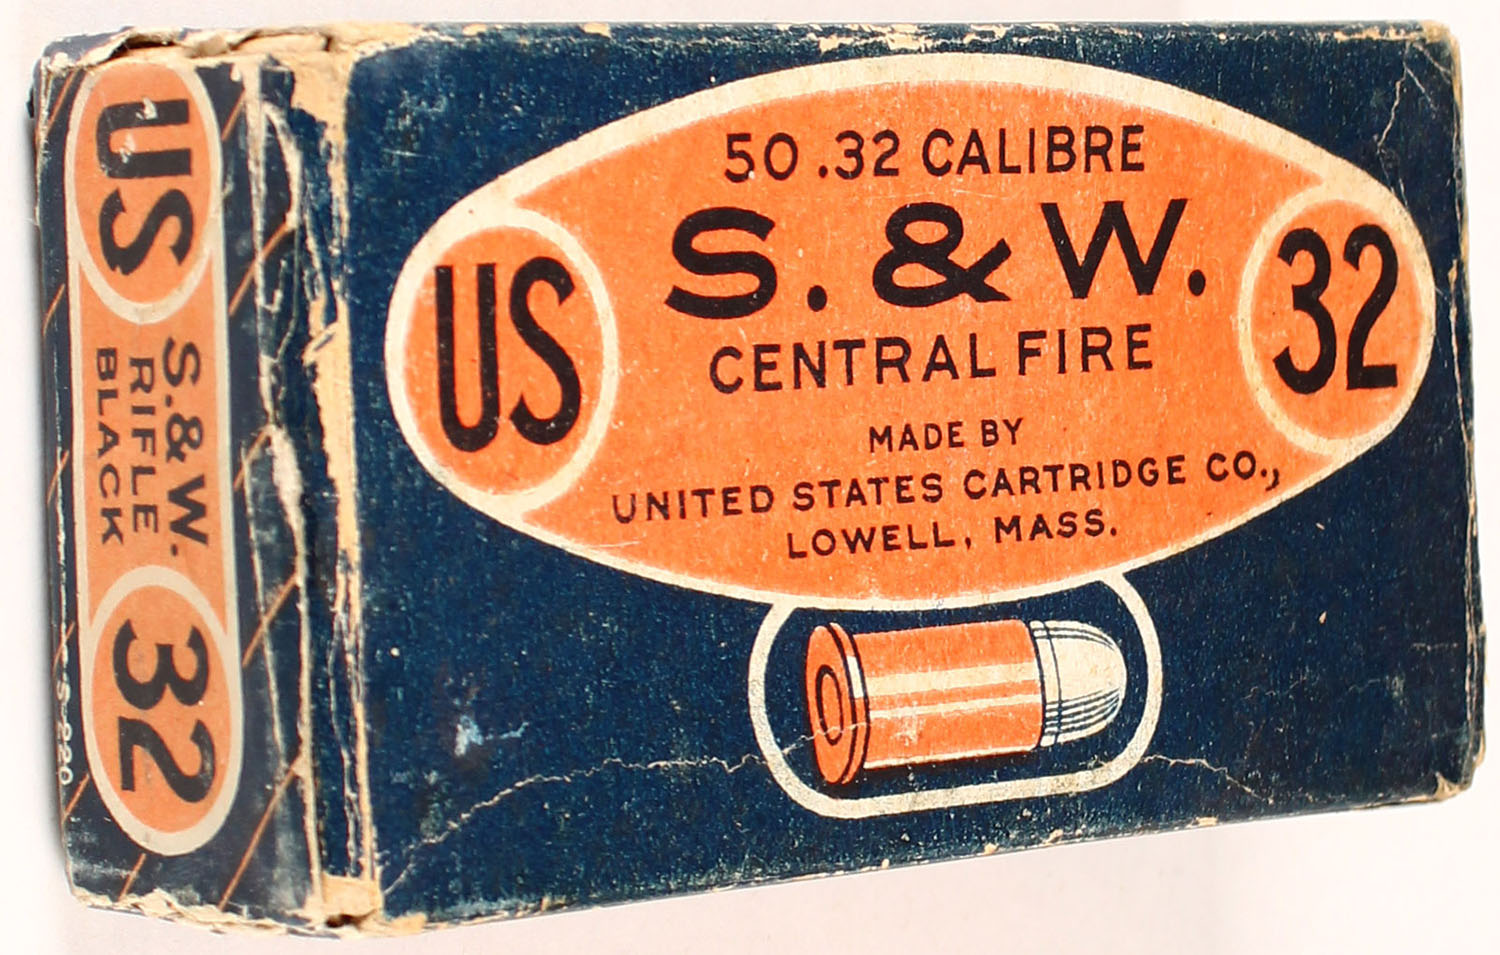 50 .32 CALIBRE
S. & W.
CENTRAL FIRE
US
32
MADE BY
UNITED STATES CARTRIDGE CO.,
LOWELL, MASS.
US
S. & W.
RIFLE
BLACK
32
S-220